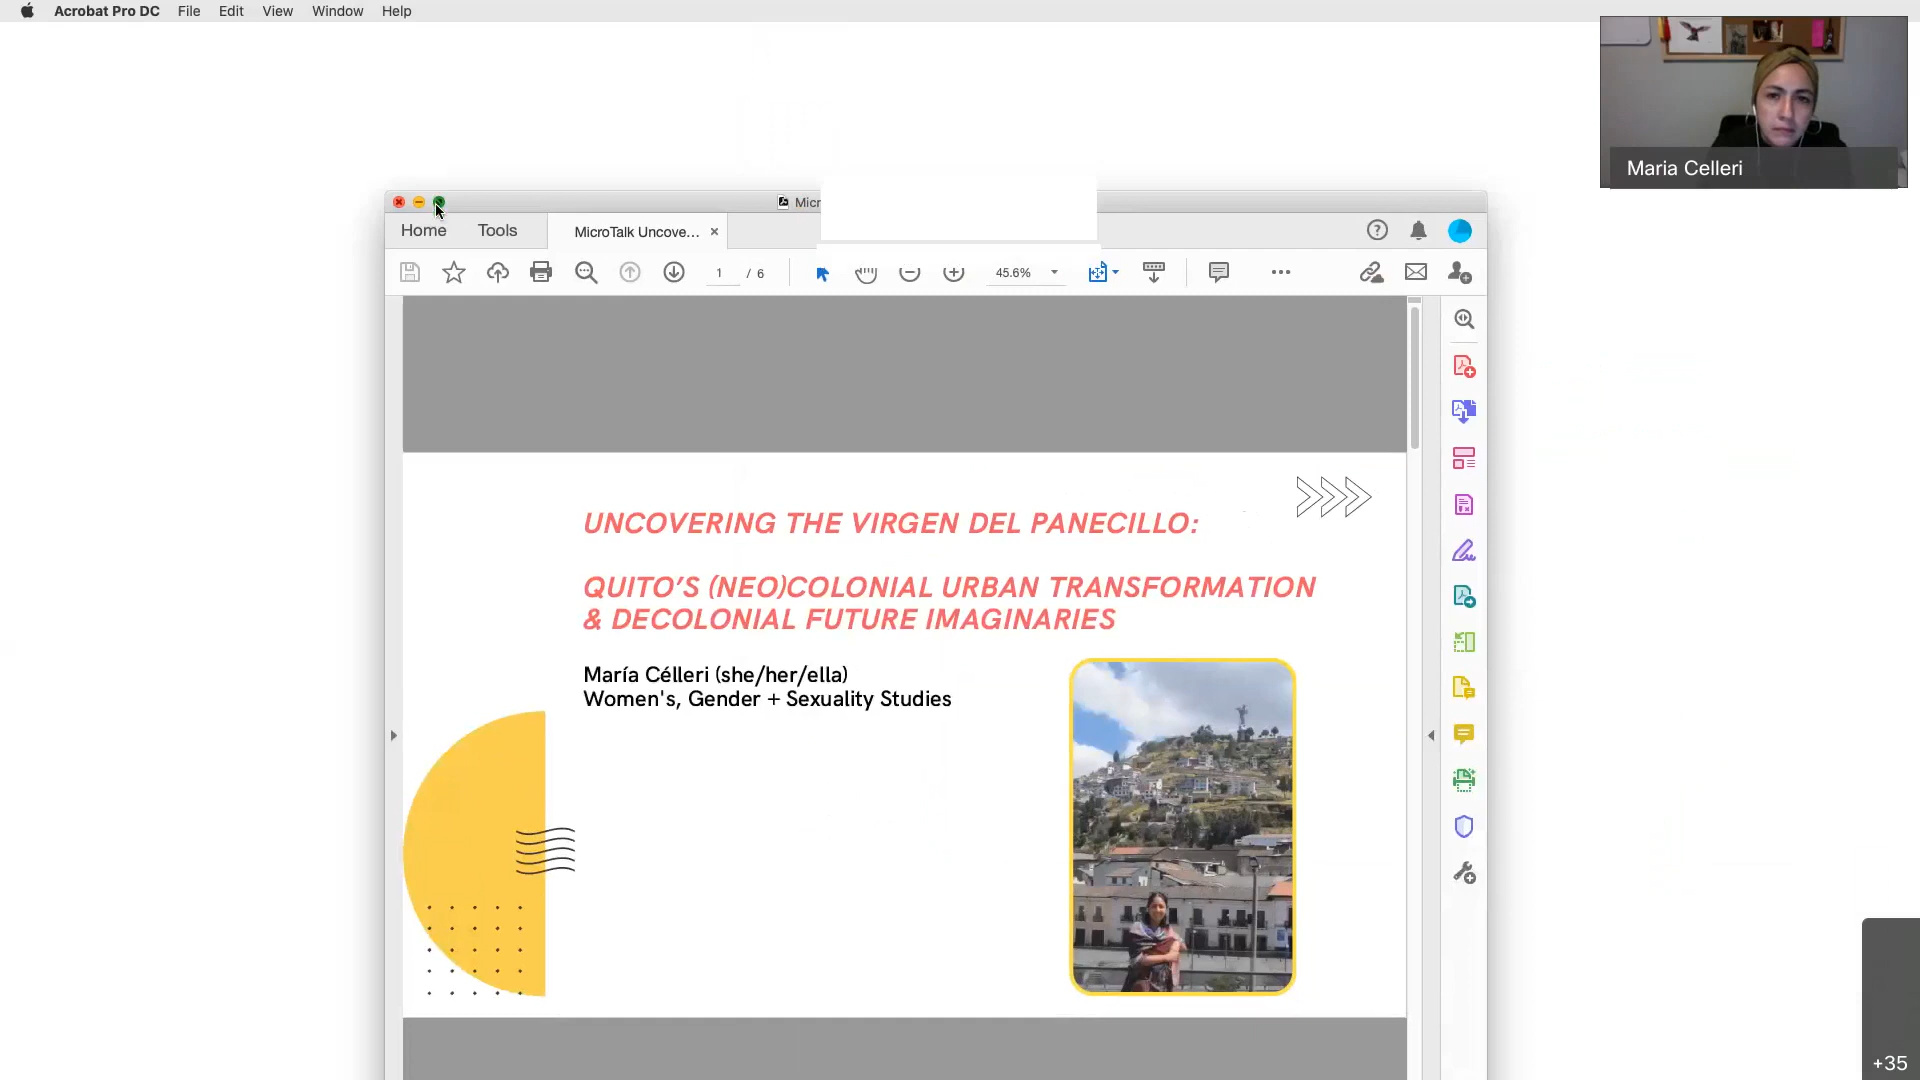 Acrobat Pro DC File Edit View Window Help
Maria Celleri
Micr
Home Tools MicroTalk Uncove... ×
1 / 6 45.6%
UNCOVERING THE VIRGEN DEL PANECILLO:
QUITO’S (NEO)COLONIAL URBAN TRANSFORMATION
& DECOLONIAL FUTURE IMAGINARIES
María Célleri (she/her/ella)
Women's, Gender + Sexuality Studies
+35